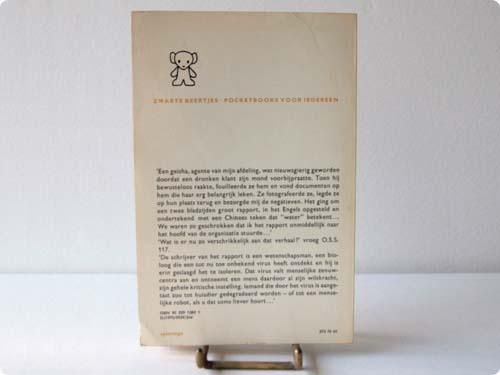 ZWARTE BEERTJES · POCKETBOOKS VOOR IEDEREEN
'Een geisha, agente van mijn afdeling, was nieuwsgierig geworden
doordat een dronken klant zijn mond voorbijpraatte. Toen hij
bewusteloos raakte, fouilleerde ze hem en vond documenten op
hem die haar erg belangrijk leken. Ze fotografeerde ze, legde ze
op hun plaats terug en bezorgde mij de negatieven. Het ging om
een twee bladzijden groot rapport, in het Engels opgesteld en
ondertekend met een Chinees teken dat "water" betekent...
We waren zo geschrokken dat ik het rapport onmiddellijk naar
het hoofd van de organisatie stuurde...'
'Wat is er nu zo verschrikkelijk aan dat verhaal?' vroeg O.S.S.
117.
'De schrijver van het rapport is een wetenschapsman, een bio-
loog die een tot nu toe onbekend virus heeft ontdekt en hij is
erin geslaagd het te isoleren. Dat virus valt menselijke zenuw-
centra aan en ontneemt een mens daardoor al zijn wilskracht,
zijn gehele kritische instelling. Iemand die door het virus is aange-
tast zou tot huisdier gedegradeerd worden – of tot een mense-
lijke robot, als u dat soms liever hoort...'